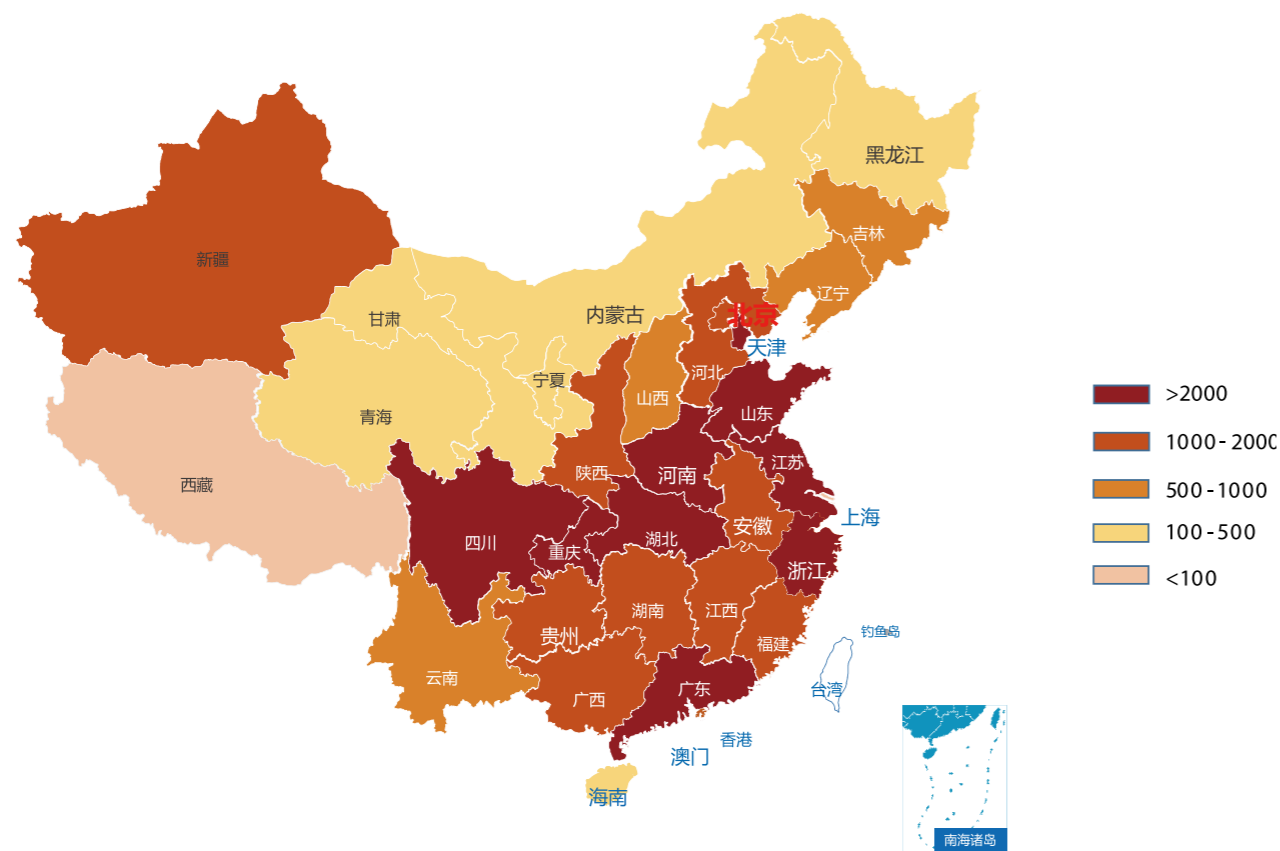 黑龙江
吉林
新疆
辽宁
内蒙古
北京
甘肃
天津
河北
宁夏
山西
青海
山东
江苏
陕西
河南
西藏
上海
安徽
湖北
四川
重庆
浙江
湖南
江西
贵州
钓鱼岛
福建
云南
广东
台湾
广西
香港
澳门
海南
>2000
1000-2000
500-1000
100-500
<100
南海诸岛